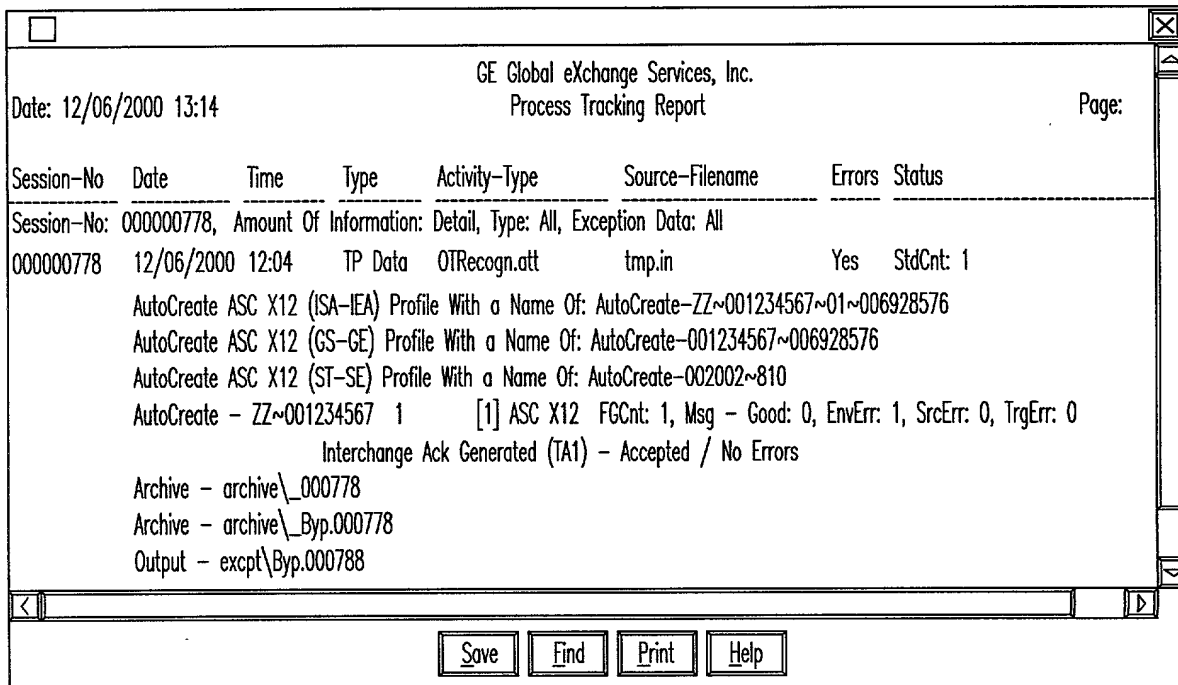 GE Global eXchange Services, Inc.
Date: 12/06/2000 13:14 Process Tracking Report Page:
Session-No Date Time Type Activity-Type Source-Filename Errors Status
Session-No: 000000778, Amount Of Information: Detail, Type: All, Exception Data: All
000000778 12/06/2000 12:04 TP Data OTRecogn.att tmp.in Yes StdCnt: 1
AutoCreate ASC X12 (ISA-IEA) Profile With a Name Of: AutoCreate-ZZ~001234567~01~006928576
AutoCreate ASC X12 (GS-GE) Profile With a Name Of: AutoCreate-001234567~006928576
AutoCreate ASC X12 (ST-SE) Profile With a Name Of: AutoCreate-002002~810
AutoCreate - ZZ~001234567 1 [1] ASC X12 FGCnt: 1, Msg - Good: 0, EnvErr: 1, SrcErr: 0, TrgErr: 0
Interchange Ack Generated (TA1) - Accepted / No Errors
Archive - archive\_000778
Archive - archive\_Byp.000778
Output - excpt\Byp.000788
Save Find Print Help